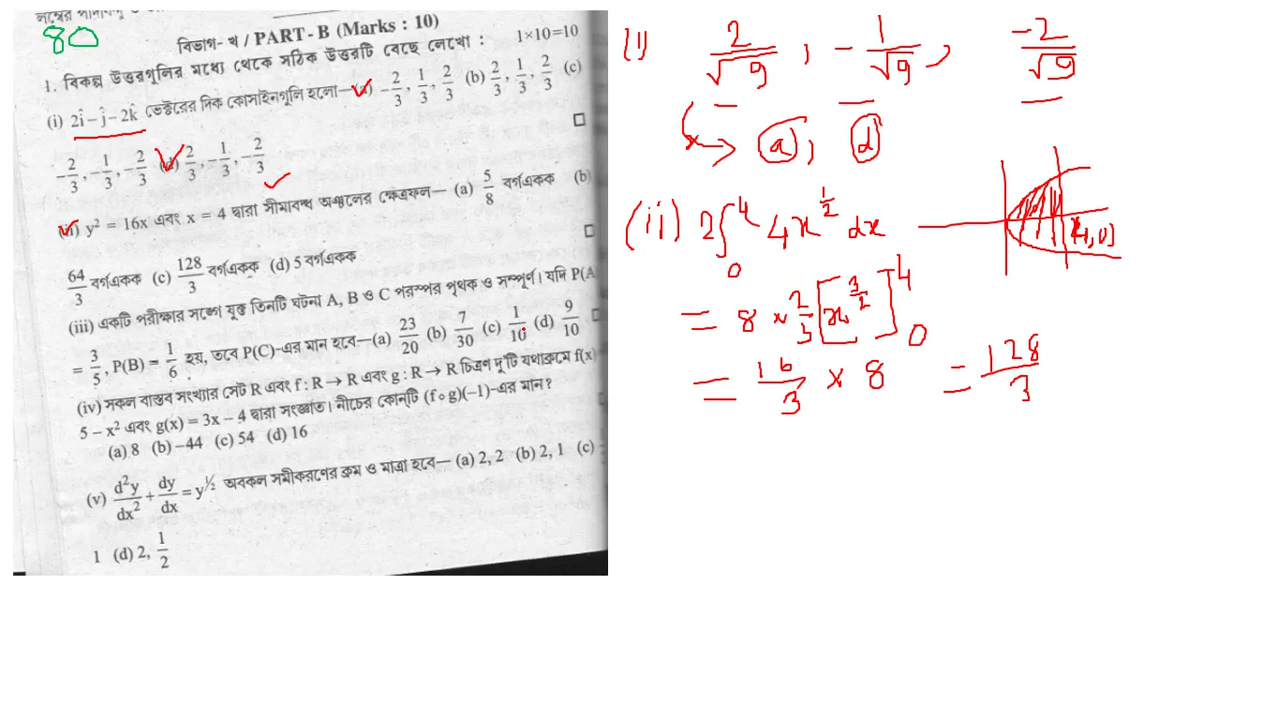 80
বিভাগ-খ / PART-B (Marks : 10)
1. বিকল্প উত্তরগুলির মধ্যে থেকে সঠিক উত্তরটি বেছে লেখো : 1×10=10
(i) 2î – ĵ – 2k̂ ভেক্টরের দিক কোসাইনগুলি হলো— (a) –2/3, 1/3, 2/3 (b) 2/3, 1/3, 2/3 (c)
–2/3, –1/3, –2/3 (d) 2/3, –1/3, –2/3
y² = 16x এবং x = 4 দ্বারা সীমাবদ্ধ অঞ্চলের ক্ষেত্রফল— (a) 5/8 বর্গএকক (b)
64/3 বর্গএকক (c) 128/3 বর্গএকক (d) 5 বর্গএকক
(iii) একটি পরীক্ষার সঙ্গে যুক্ত তিনটি ঘটনা A, B ও C পরস্পর পৃথক ও সম্পূর্ণ। যদি P(A
= 3/5, P(B) = 1/6 হয়, তবে P(C)-এর মান হবে— (a) 23/20 (b) 7/30 (c) 1/10 (d) 9/10
(iv) সকল বাস্তব সংখ্যার সেট R এবং f : R → R এবং g : R → R চিত্রণ দু'টি যথাক্রমে f(x)
5 – x² এবং g(x) = 3x – 4 দ্বারা সংজ্ঞাত। নীচের কোন্‌টি (f∘g)(–1)-এর মান?
(a) 8 (b) –44 (c) 54 (d) 16
(v) d²y/dx² + dy/dx = y^1/2 অবকল সমীকরণের ক্রম ও মাত্রা হবে— (a) 2, 2 (b) 2, 1 (c)
1 (d) 2, 1/2
(i) 2/√9 , –1/√9 , –2/√9
→ (a), (d)
(ii) 2∫₀⁴ 4x^1/2 dx
= 8 × 2/3 [x^3/2]₀⁴
= 16/3 × 8 = 128/3